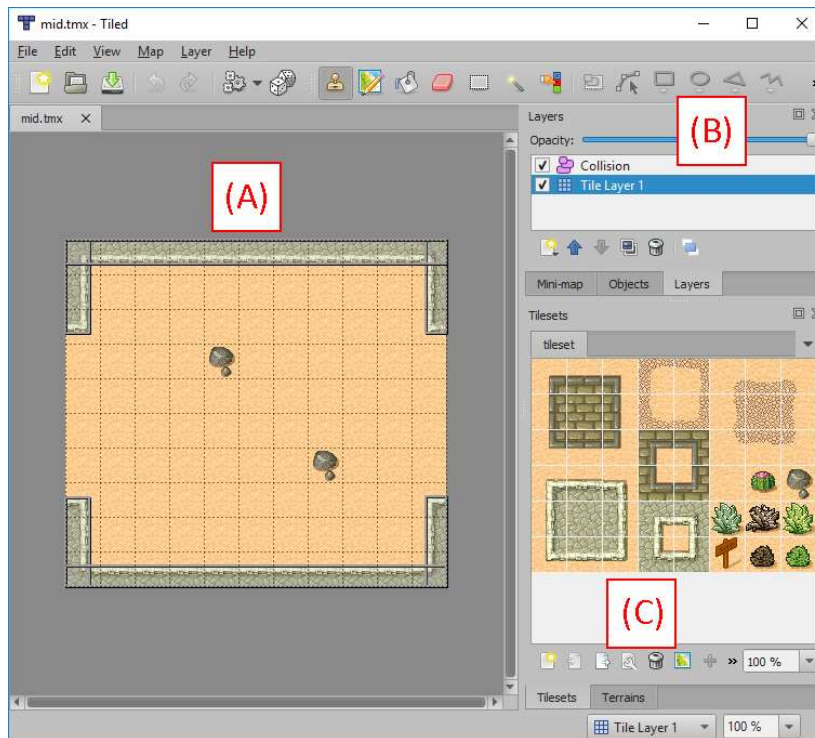 mid.tmx - Tiled
File Edit View Map Layer Help
mid.tmx X
(A)
Layers
Opacity:
(B)
Collision
Tile Layer 1
Mini-map Objects Layers
Tilesets
tileset
(C)
» 100 %
Tilesets Terrains
Tile Layer 1 100 %